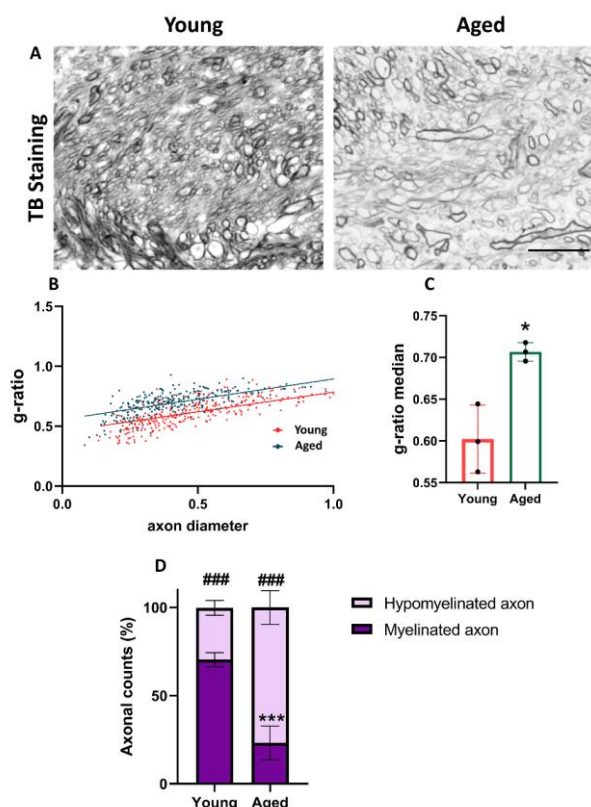 Young Aged
A
TB Staining
B
1.5
1.0
0.5
0.0
g-ratio
0.0 0.5 1.0
axon diameter
Young
Aged
C
*
0.75
0.70
0.65
0.60
0.55
g-ratio median
Young Aged
D
### ###
100
50
0
Axonal counts (%)
***
Young Aged
Hypomyelinated axon
Myelinated axon